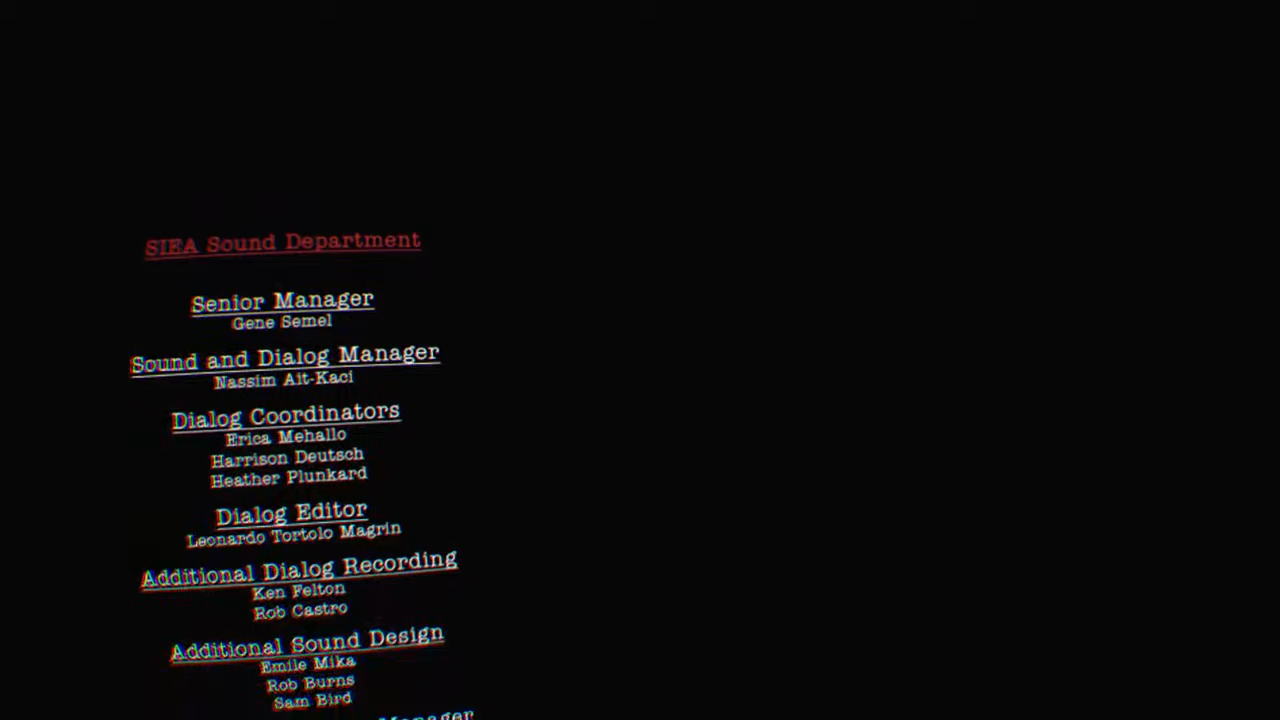 SIEA Sound Department
Senior Manager
Gene Semel
Sound and Dialog Manager
Nassim Ait-Kaci
Dialog Coordinators
Erica Mehallo
Harrison Deutsch
Heather Plunkard
Dialog Editor
Leonardo Tortolo Magrin
Additional Dialog Recording
Ken Felton
Rob Castro
Additional Sound Design
Emile Mika
Rob Burns
Sam Bird
Manager